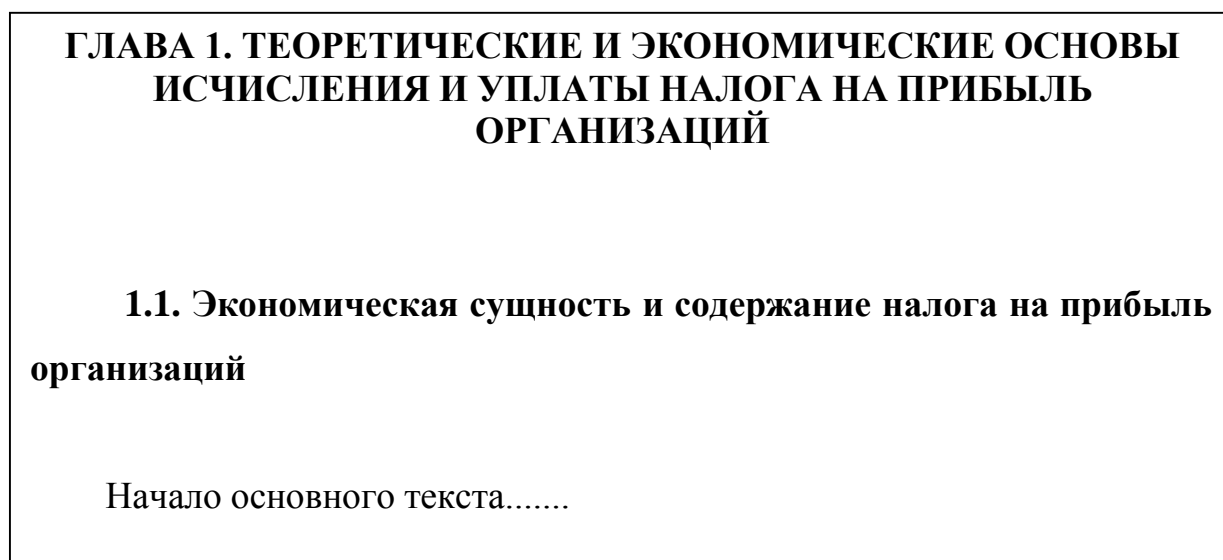 ГЛАВА 1. ТЕОРЕТИЧЕСКИЕ И ЭКОНОМИЧЕСКИЕ ОСНОВЫ
ИСЧИСЛЕНИЯ И УПЛАТЫ НАЛОГА НА ПРИБЫЛЬ
ОРГАНИЗАЦИЙ
1.1. Экономическая сущность и содержание налога на прибыль
организаций
Начало основного текста.......